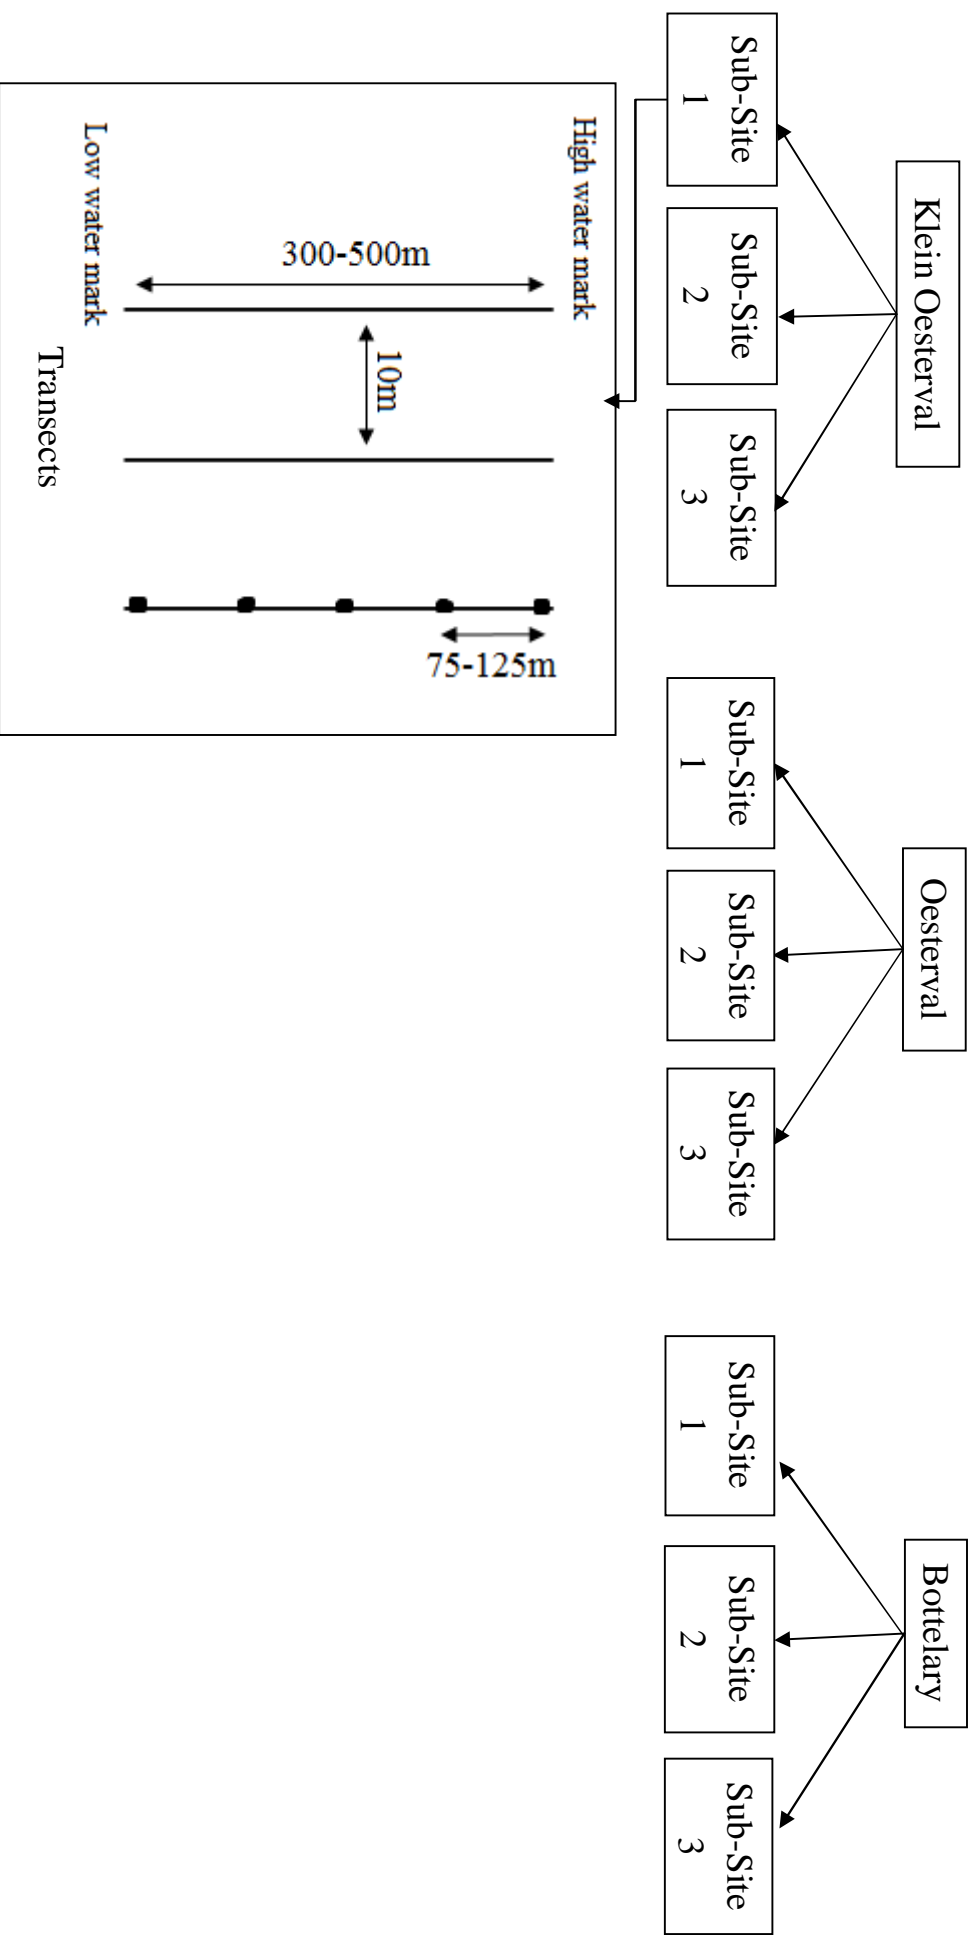 Klein Oesterval
Oesterval
Bottelary
Sub-Site
1
Sub-Site
2
Sub-Site
3
Sub-Site
1
Sub-Site
2
Sub-Site
3
Sub-Site
1
Sub-Site
2
Sub-Site
3
High water mark
300-500m
10m
75-125m
Low water mark
Transects